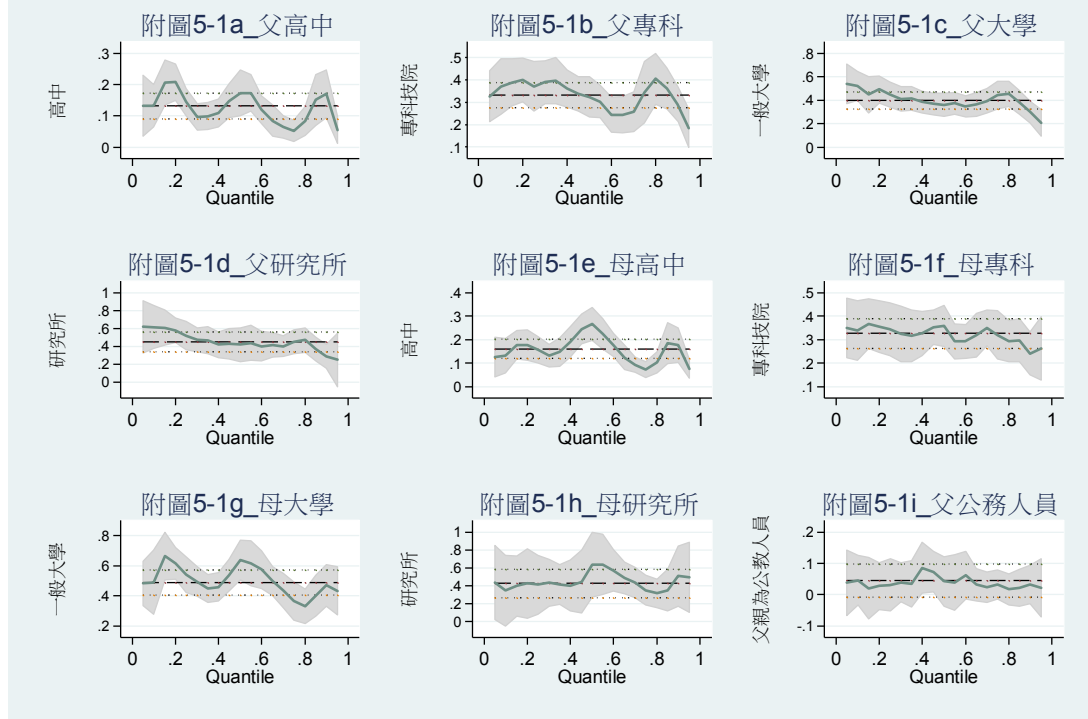 附圖5-1a_父高中
高中
.3
.2
.1
0
0 .2 .4 .6 .8 1
Quantile
附圖5-1b_父專科
專科技院
.5
.4
.3
.2
.1
0 .2 .4 .6 .8 1
Quantile
附圖5-1c_父大學
一般大學
.8
.6
.4
.2
0
0 .2 .4 .6 .8 1
Quantile
附圖5-1d_父研究所
研究所
1
.8
.6
.4
.2
0
0 .2 .4 .6 .8 1
Quantile
附圖5-1e_母高中
高中
.4
.3
.2
.1
0
0 .2 .4 .6 .8 1
Quantile
附圖5-1f_母專科
專科技院
.5
.4
.3
.2
.1
0 .2 .4 .6 .8 1
Quantile
附圖5-1g_母大學
一般大學
.8
.6
.4
.2
0 .2 .4 .6 .8 1
Quantile
附圖5-1h_母研究所
研究所
1
.8
.6
.4
.2
0
0 .2 .4 .6 .8 1
Quantile
附圖5-1i_父公務人員
父親為公教人員
.2
.1
0
-.1
0 .2 .4 .6 .8 1
Quantile